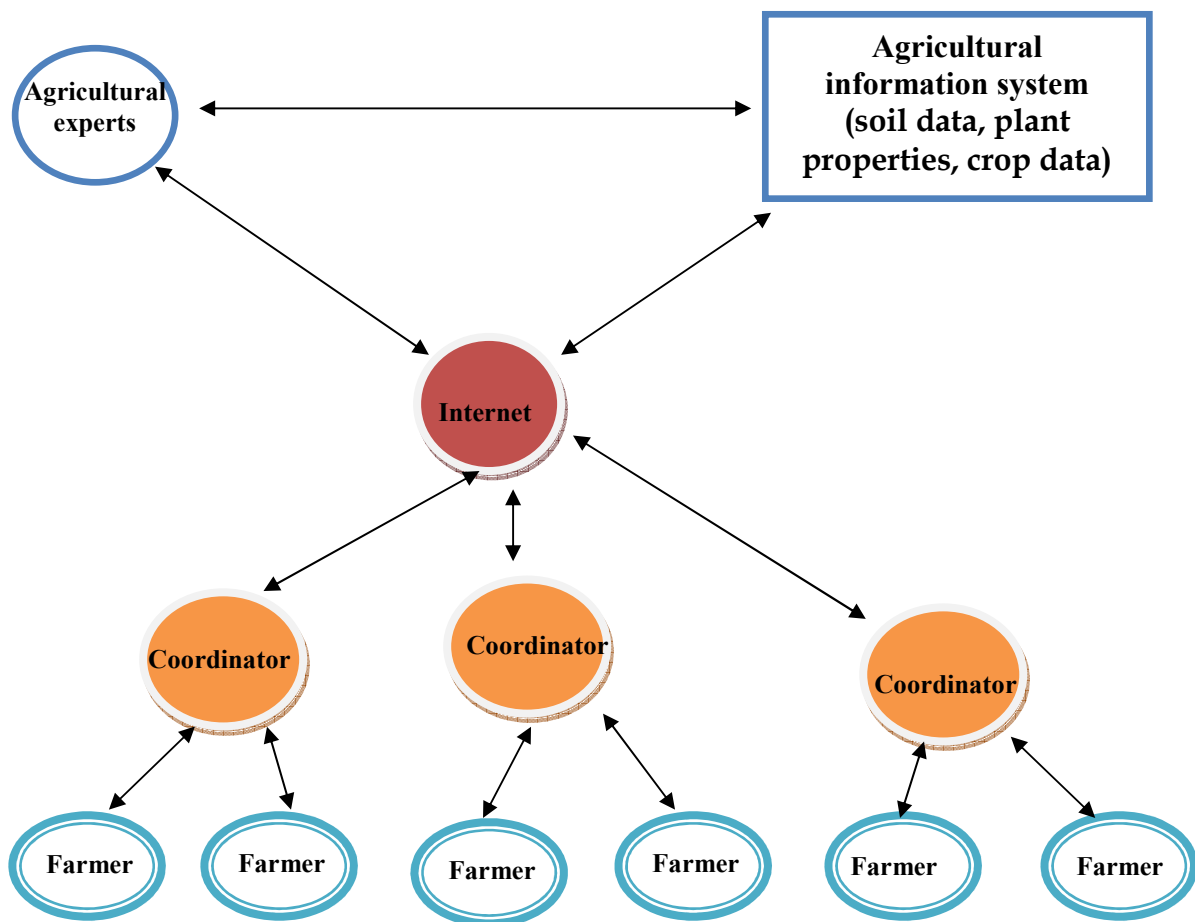 Agricultural
experts
Agricultural
information system
(soil data, plant
properties, crop data)
Internet
Coordinator
Coordinator
Coordinator
Farmer
Farmer
Farmer
Farmer
Farmer
Farmer